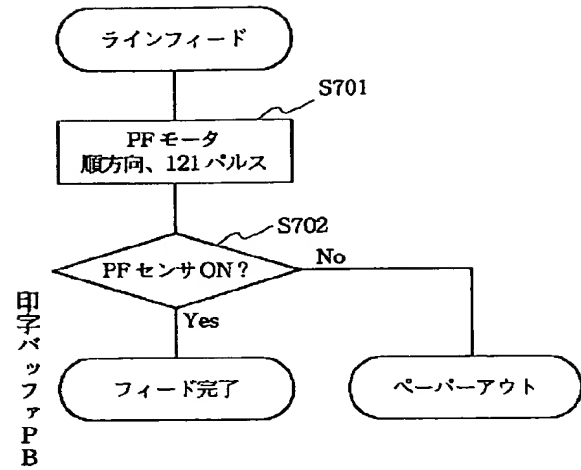 ラインフィード
S701
PFモータ
順方向、121パルス
S702
PFセンサON?
No
Yes
フィード完了
ペーパーアウト
印字バッファPB